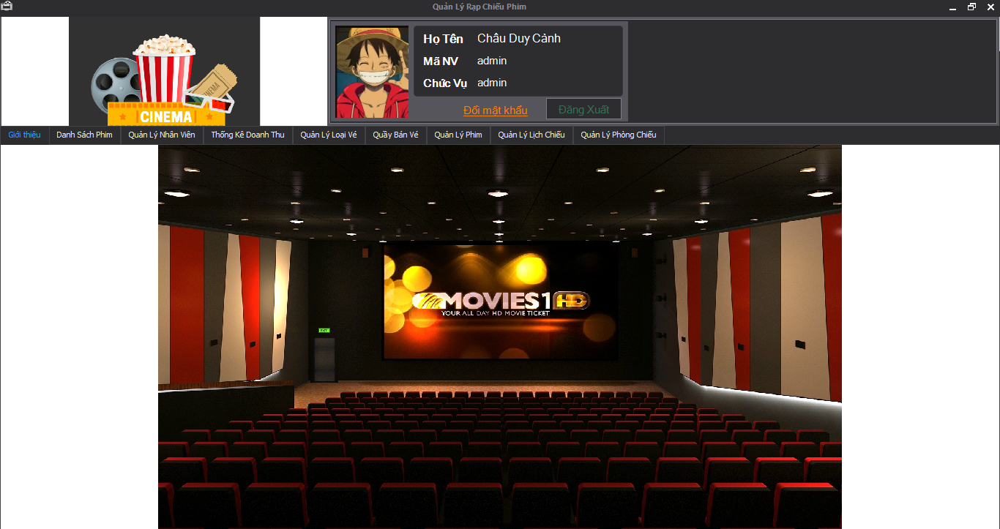 Quản Lý Rạp Chiếu Phim
CINEMA
CINEMA
Họ Tên Châu Duy Cảnh
Mã NV admin
Chức Vụ admin
Đổi mật khẩu Đăng Xuất
Giới thiệu Danh Sách Phim Quản Lý Nhân Viên Thống Kê Doanh Thu Quản Lý Loại Vé Quầy Bán Vé Quản Lý Phim Quản Lý Lịch Chiếu Quản Lý Phòng Chiếu
MOVIES 1 HD
YOUR ALL DAY HD MOVIE TICKET
EXIT